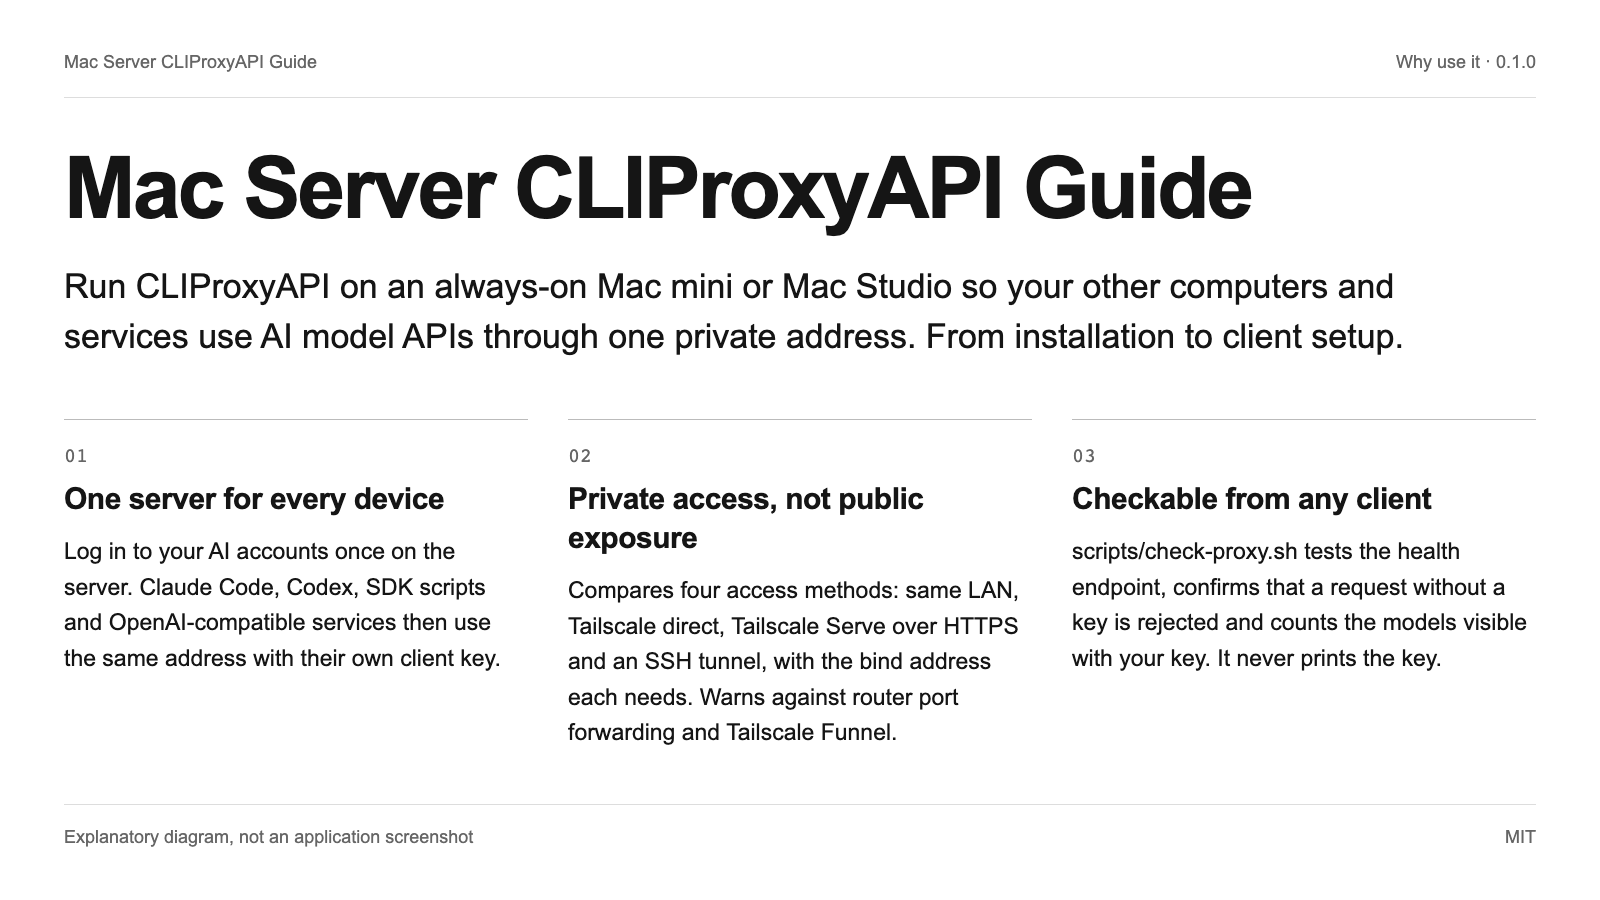 Mac Server CLIProxyAPI Guide
Why use it · 0.1.0
Mac Server CLIProxyAPI Guide
Run CLIProxyAPI on an always-on Mac mini or Mac Studio so your other computers and
services use AI model APIs through one private address. From installation to client setup.
01
One server for every device
Log in to your AI accounts once on the
server. Claude Code, Codex, SDK scripts
and OpenAI-compatible services then use
the same address with their own client key.
02
Private access, not public
exposure
Compares four access methods: same LAN,
Tailscale direct, Tailscale Serve over HTTPS
and an SSH tunnel, with the bind address
each needs. Warns against router port
forwarding and Tailscale Funnel.
03
Checkable from any client
scripts/check-proxy.sh tests the health
endpoint, confirms that a request without a
key is rejected and counts the models visible
with your key. It never prints the key.
Explanatory diagram, not an application screenshot
MIT